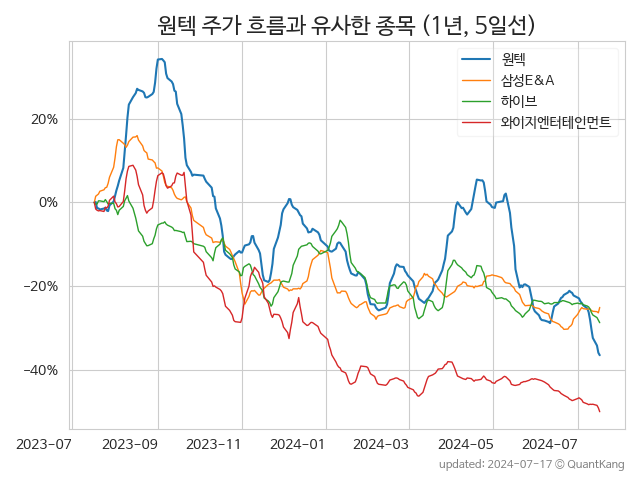 원텍 주가 흐름과 유사한 종목 (1년, 5일선)
원텍
삼성E&A
하이브
와이지엔터테인먼트
20%
0%
−20%
−40%
2023-07 2023-09 2023-11 2024-01 2024-03 2024-05 2024-07
updated: 2024-07-17 © QuantKang